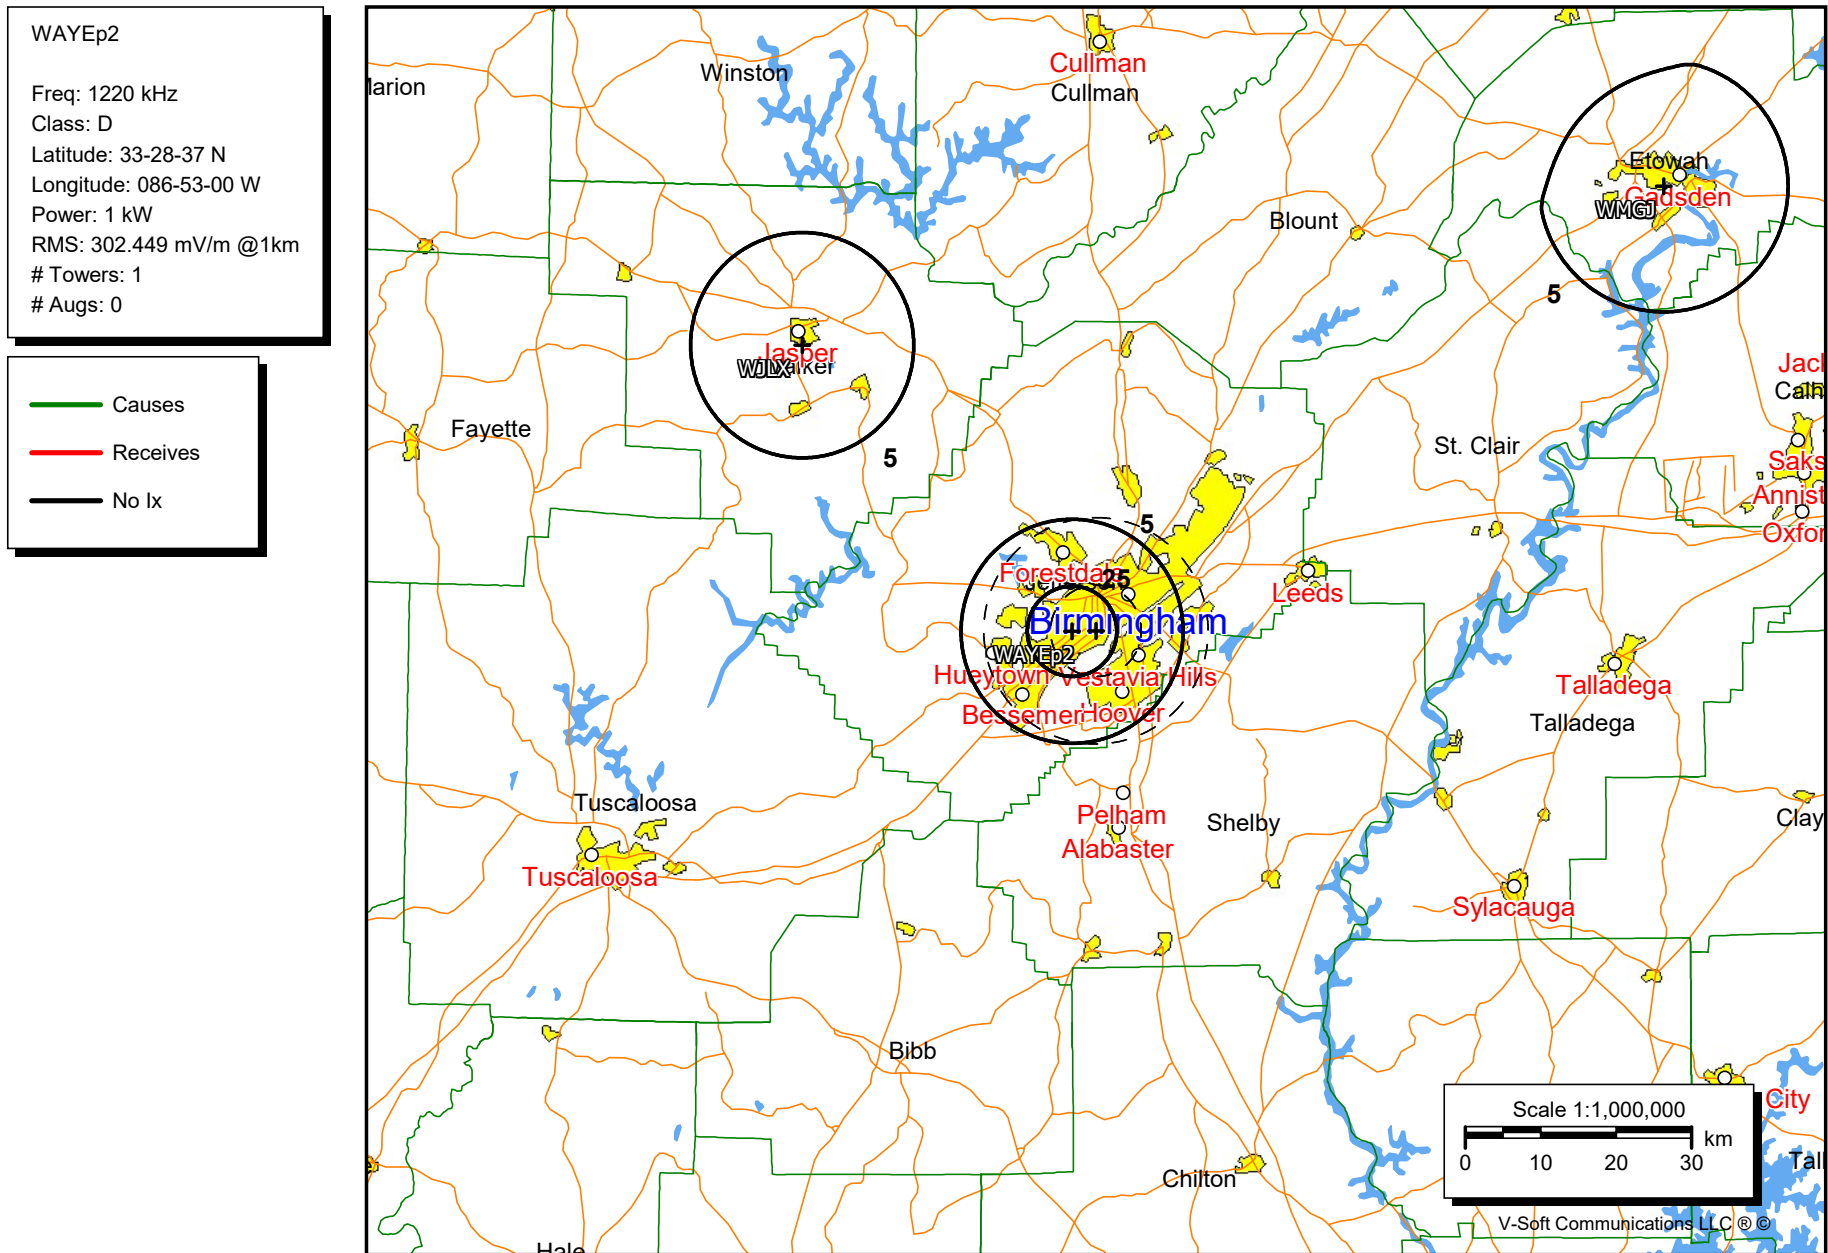 WAYEp2
Freq: 1220 kHz
Class: D
Latitude: 33-28-37 N
Longitude: 086-53-00 W
Power: 1 kW
RMS: 302.449 mV/m @1km
# Towers: 1
# Augs: 0
Causes
Receives
No Ix
Winston
Cullman
Cullman
Etowah
Gadsden
WMGJ
Blount
5
Jasper
WJLX
5
Fayette
St. Clair
Saks
5
Forestdale
25
Leeds
Birmingham
WAYEp2
Hueytown
Vestavia Hills
Bessemer
Hoover
Talladega
Talladega
Tuscaloosa
Tuscaloosa
Pelham
Alabaster
Shelby
Clay
Sylacauga
Bibb
City
Chilton
Scale 1:1,000,000
km
0 10 20 30
V-Soft Communications LLC ® ©